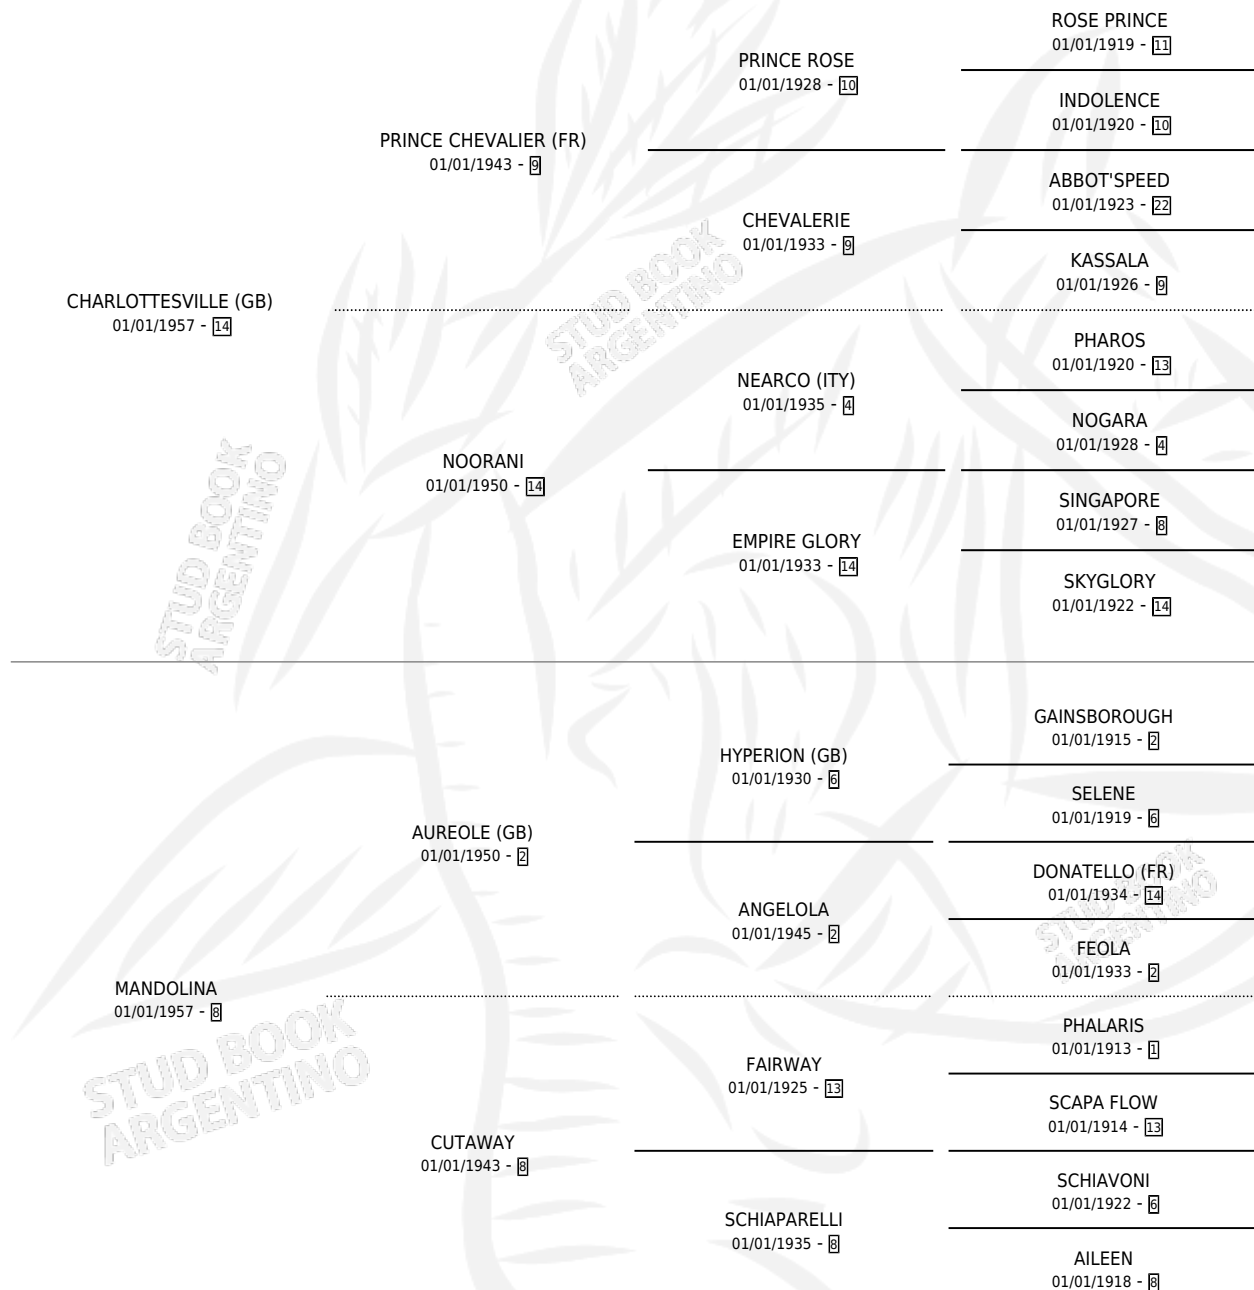 ROSE PRINCE
01/01/1919 - 11
PRINCE ROSE
01/01/1928 - 10
INDOLENCE
01/01/1920 - 10
PRINCE CHEVALIER (FR)
01/01/1943 - 9
ABBOT'SPEED
01/01/1923 - 22
CHEVALERIE
01/01/1933 - 9
KASSALA
01/01/1926 - 9
CHARLOTTESVILLE (GB)
01/01/1957 - 14
STUD BOOK
ARGENTINO
PHAROS
01/01/1920 - 13
NEARCO (ITY)
01/01/1935 - 4
NOGARA
01/01/1928 - 4
NOORANI
01/01/1950 - 14
SINGAPORE
01/01/1927 - 8
EMPIRE GLORY
01/01/1933 - 14
SKYGLORY
01/01/1922 - 14
STUD BOOK
ARGENTINO
GAINSBOROUGH
01/01/1915 - 2
HYPERION (GB)
01/01/1930 - 6
SELENE
01/01/1919 - 6
AUREOLE (GB)
01/01/1950 - 2
DONATELLO (FR)
01/01/1934 - 14
ANGELOLA
01/01/1945 - 2
STUD BOOK
ARGENTINO
FEOLA
01/01/1933 - 2
MANDOLINA
01/01/1957 - 8
STUD BOOK
ARGENTINO
PHALARIS
01/01/1913 - 1
FAIRWAY
01/01/1925 - 13
SCAPA FLOW
01/01/1914 - 13
CUTAWAY
01/01/1943 - 8
SCHIAVONI
01/01/1922 - 6
SCHIAPARELLI
01/01/1935 - 8
AILEEN
01/01/1918 - 8